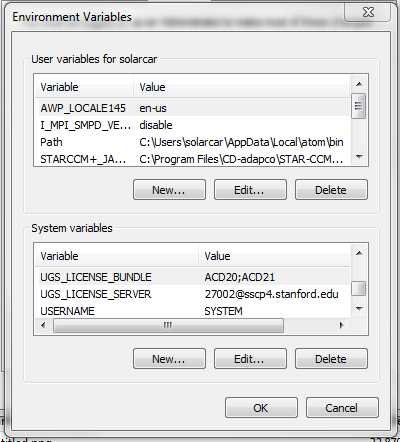 Environment Variables
User variables for solarcar
Variable Value
AWP_LOCALE145 en-us
I_MPI_SMPD_VE... disable
Path C:\Users\solarcar\AppData\Local\atom\bin
STARCCM+_JA... C:\Program Files\CD-adapco\STAR-CCM...
New... Edit... Delete
System variables
Variable Value
UGS_LICENSE_BUNDLE ACD20;ACD21
UGS_LICENSE_SERVER 27002@sscp4.stanford.edu
USERNAME SYSTEM
New... Edit... Delete
OK Cancel